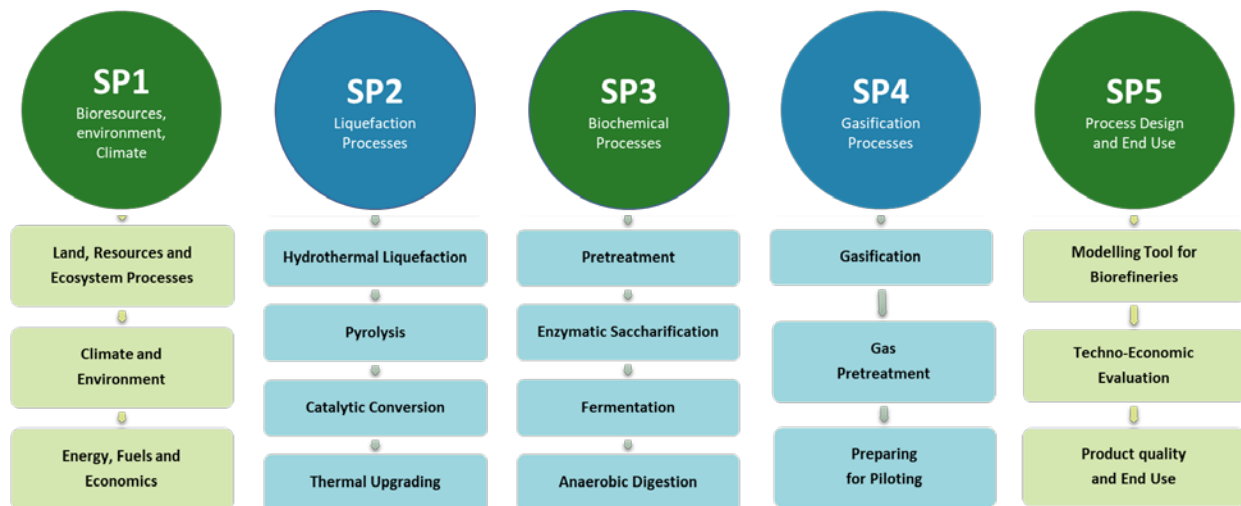 SP1
Bioresources,
environment,
Climate
Land, Resources and
Ecosystem Processes
Climate and
Environment
Energy, Fuels and
Economics
SP2
Liquefaction
Processes
Hydrothermal Liquefaction
Pyrolysis
Catalytic Conversion
Thermal Upgrading
SP3
Biochemical
Processes
Pretreatment
Enzymatic Saccharification
Fermentation
Anaerobic Digestion
SP4
Gasification
Processes
Gasification
Gas
Pretreatment
Preparing
for Piloting
SP5
Process Design
and End Use
Modelling Tool for
Biorefineries
Techno-Economic
Evaluation
Product quality
and End Use